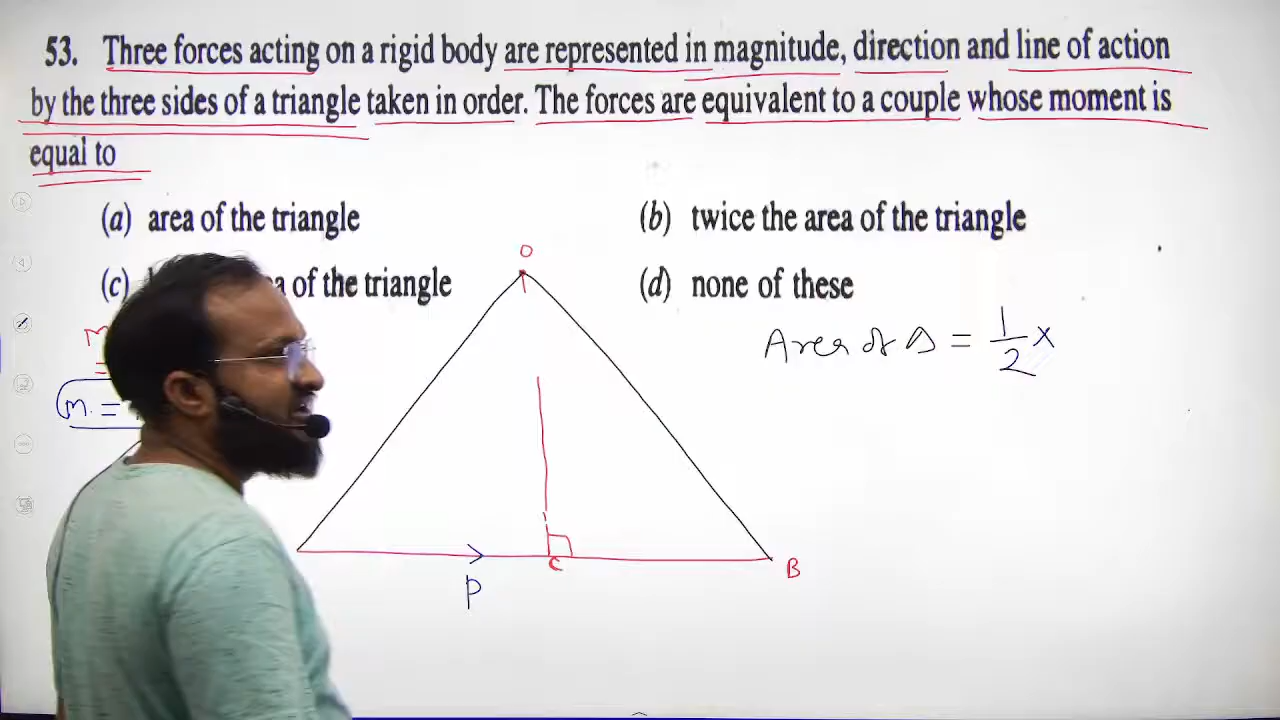 53. Three forces acting on a rigid body are represented in magnitude, direction and line of action
by the three sides of a triangle taken in order. The forces are equivalent to a couple whose moment is
equal to
(a) area of the triangle (b) twice the area of the triangle
(c) of the triangle (d) none of these
O
Area of Δ = 1/2 ×
m. =
C
B
P